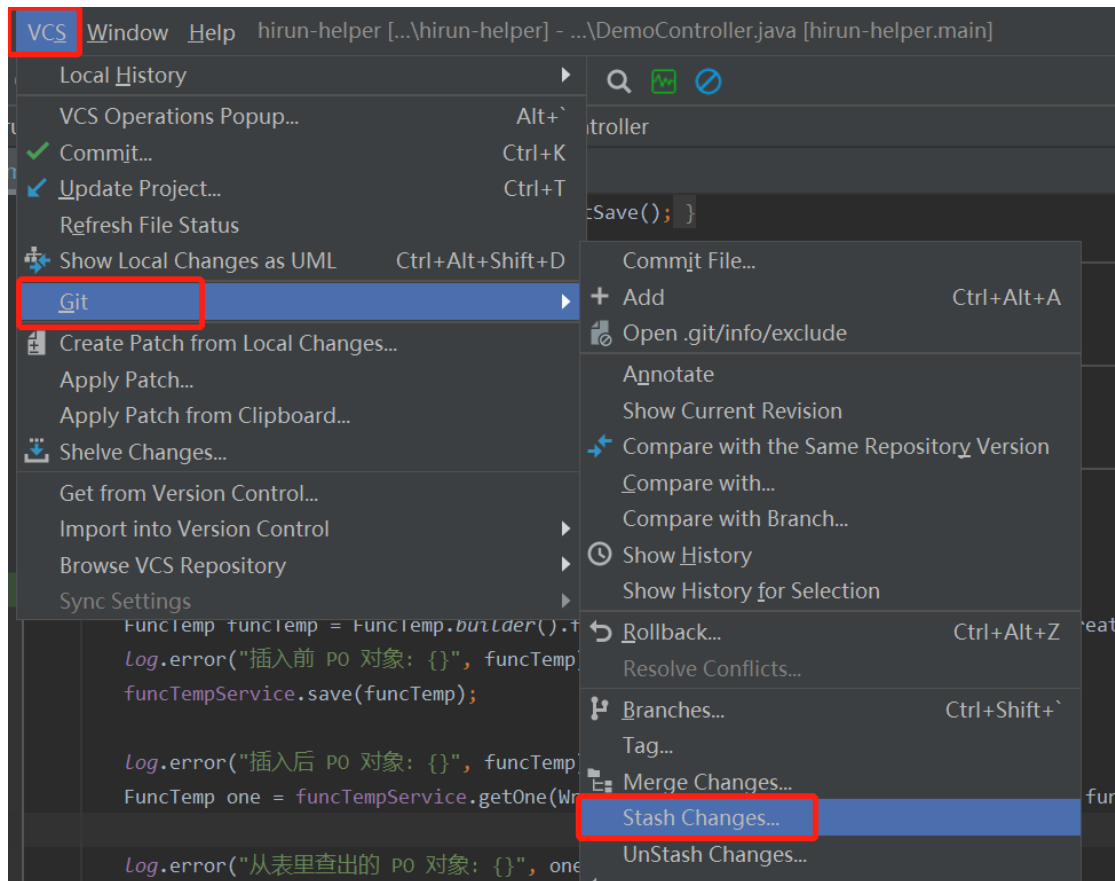 VCS Window Help hirun-helper [...\hirun-helper] - ...\DemoController.java [hirun-helper.main]
Local History
VCS Operations Popup... Alt+`
troller
Commit... Ctrl+K
Update Project... Ctrl+T
Refresh File Status
Save(); }
Show Local Changes as UML Ctrl+Alt+Shift+D
Git
Create Patch from Local Changes...
Apply Patch...
Apply Patch from Clipboard...
Shelve Changes...
Get from Version Control...
Import into Version Control
Browse VCS Repository
Sync Settings
Commit File...
Add Ctrl+Alt+A
Open .git/info/exclude
Annotate
Show Current Revision
Compare with the Same Repository Version
Compare with...
Compare with Branch...
Show History
Show History for Selection
Rollback... Ctrl+Alt+Z
Resolve Conflicts...
Branches... Ctrl+Shift+`
Tag...
Merge Changes...
Stash Changes...
UnStash Changes...
FuncTemp funcTemp = FuncTemp.builder().f reat
log.error("插入前 PO 对象: {}", funcTemp)
funcTempService.save(funcTemp);
log.error("插入后 PO 对象: {}", funcTemp)
FuncTemp one = funcTempService.getOne(Wr fun
log.error("从表里查出的 PO 对象: {}", one